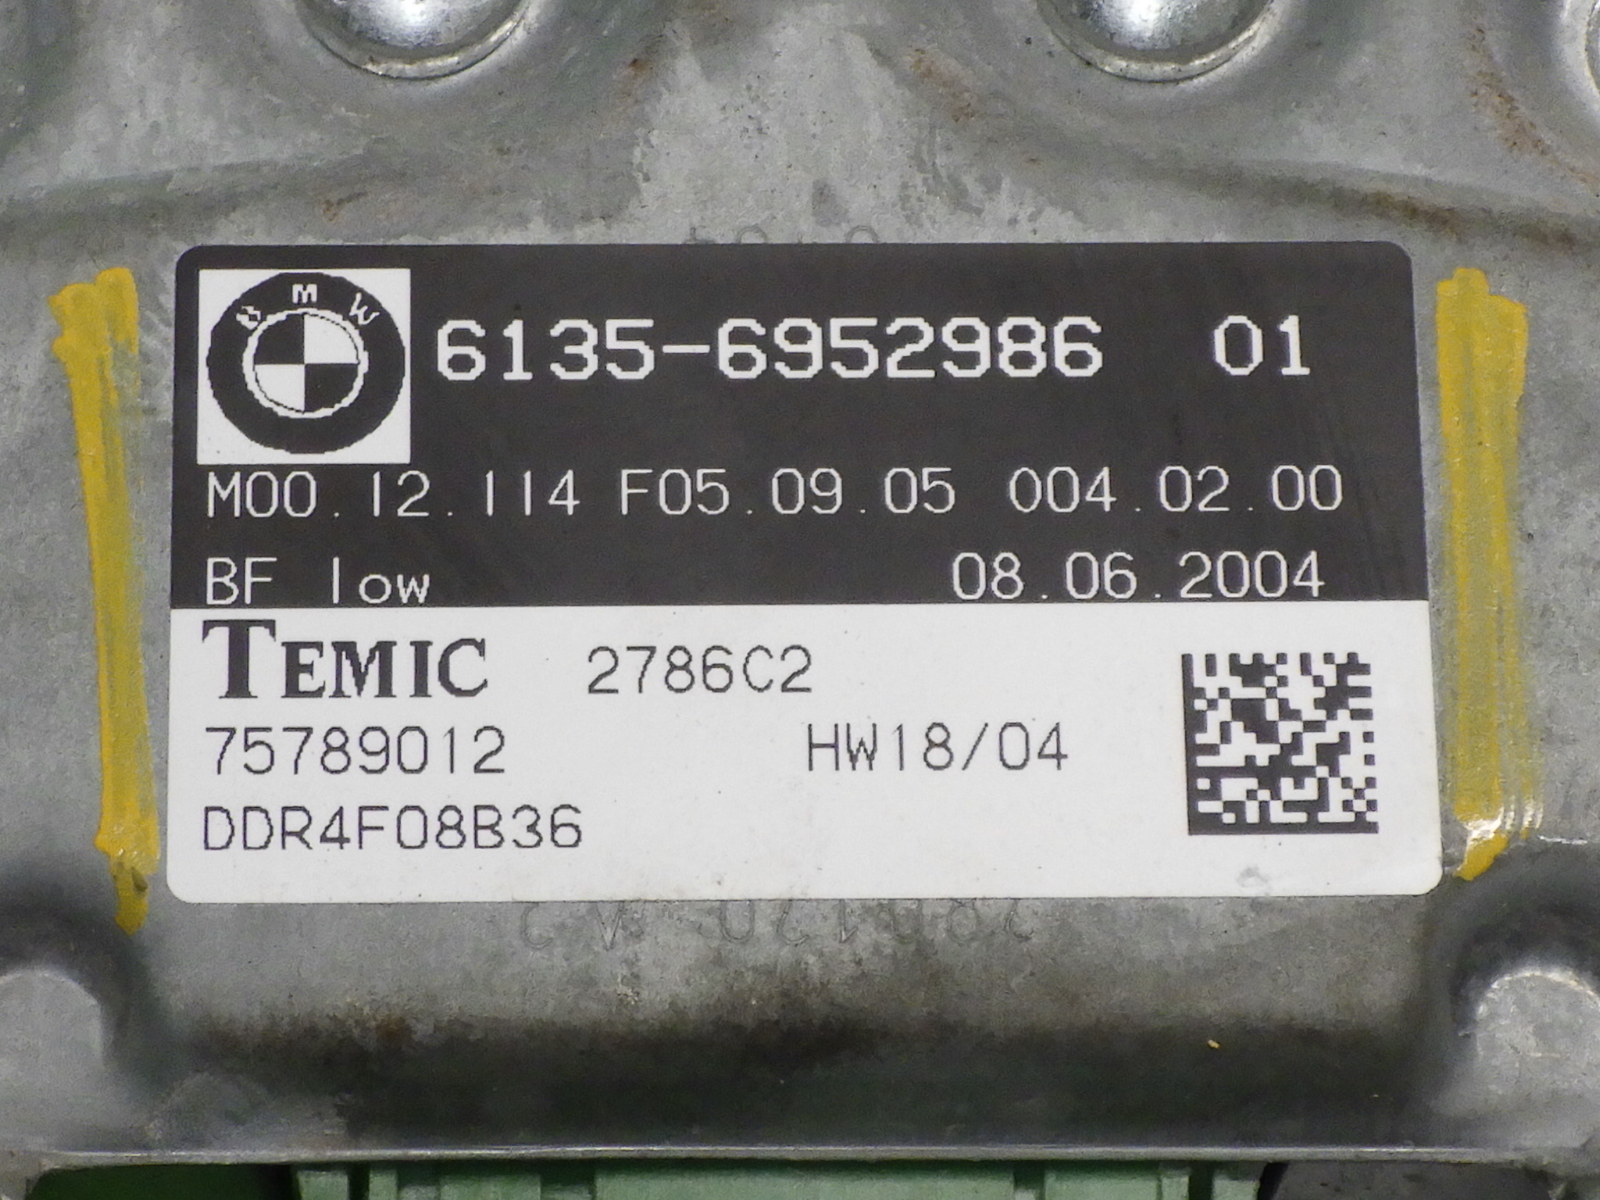 BMW
6135-6952986 01
M00.12.114 F05.09.05 004.02.00
BF low 08.06.2004
TEMIC 2786C2
75789012 HW18/04
DDR4F08B36